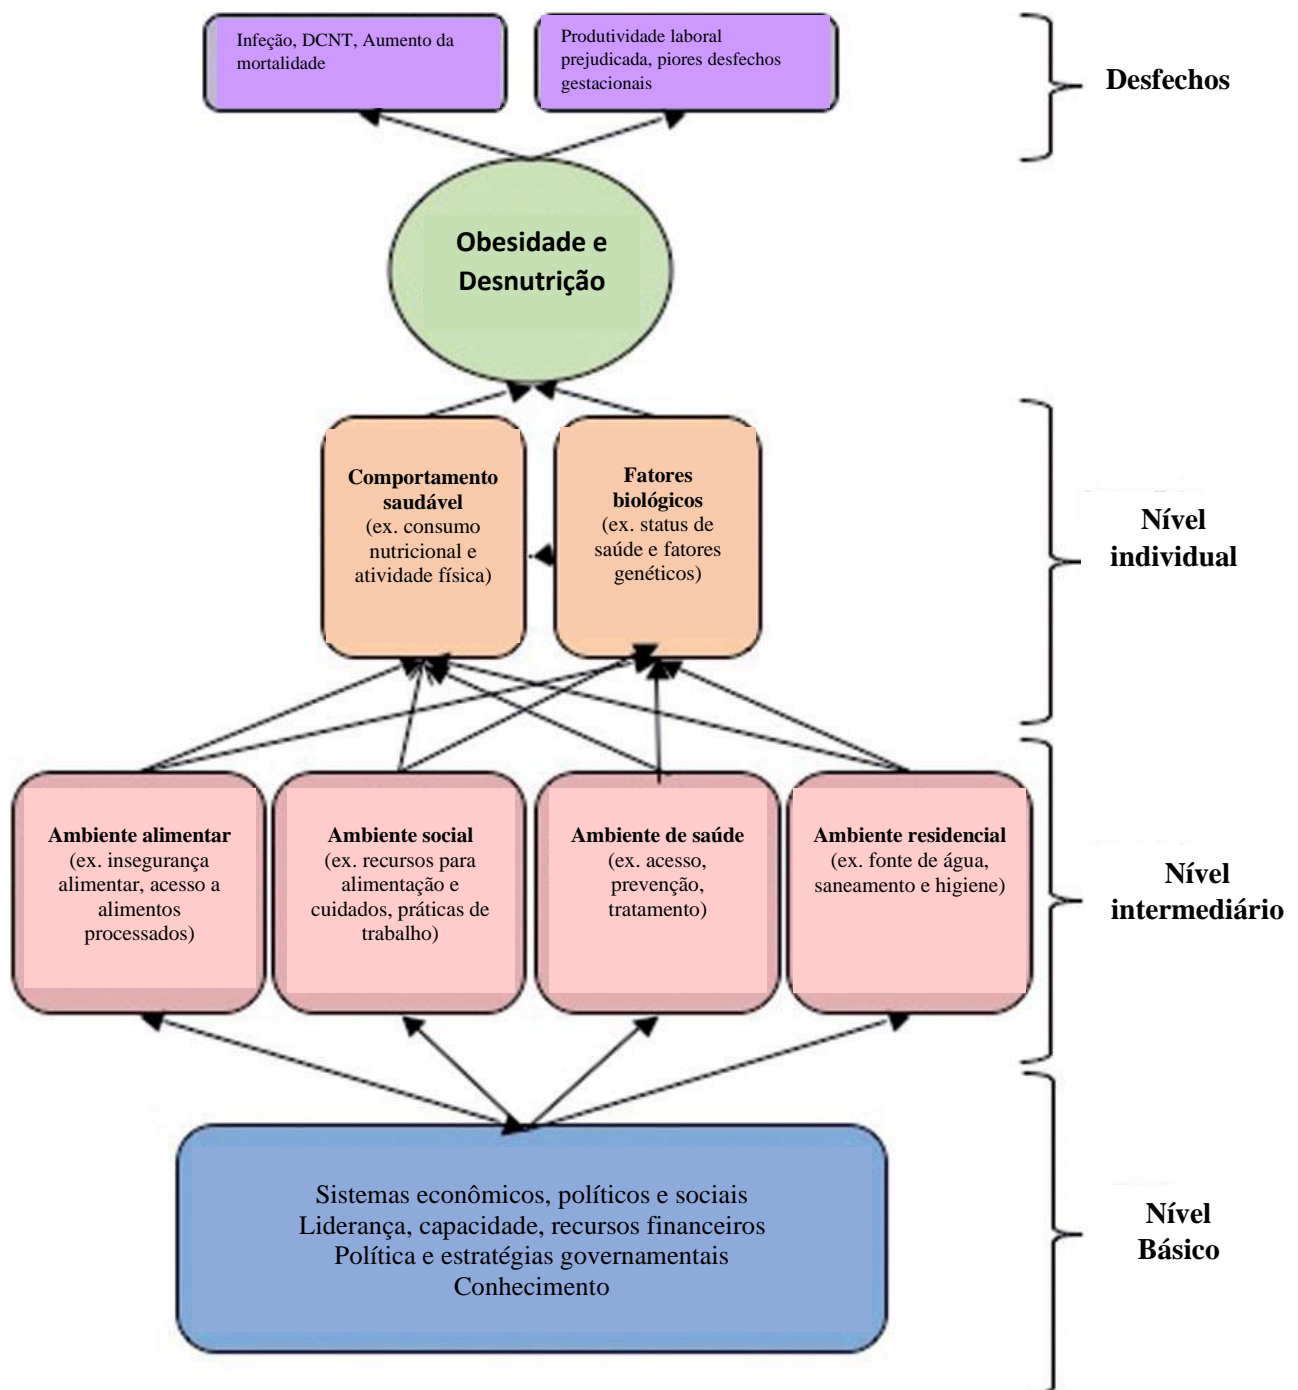 Infeção, DCNT, Aumento da
mortalidade
Produtividade laboral
prejudicada, piores desfechos
gestacionais
Desfechos
Obesidade e
Desnutrição
Comportamento
saudável
(ex. consumo
nutricional e
atividade física)
Fatores
biológicos
(ex. status de
saúde e fatores
genéticos)
Nível
individual
Ambiente alimentar
(ex. insegurança
alimentar, acesso a
alimentos
processados)
Ambiente social
(ex. recursos para
alimentação e
cuidados, práticas de
trabalho)
Ambiente de saúde
(ex. acesso,
prevenção,
tratamento)
Ambiente residencial
(ex. fonte de água,
saneamento e higiene)
Nível
intermediário
Sistemas econômicos, políticos e sociais
Liderança, capacidade, recursos financeiros
Política e estratégias governamentais
Conhecimento
Nível
Básico